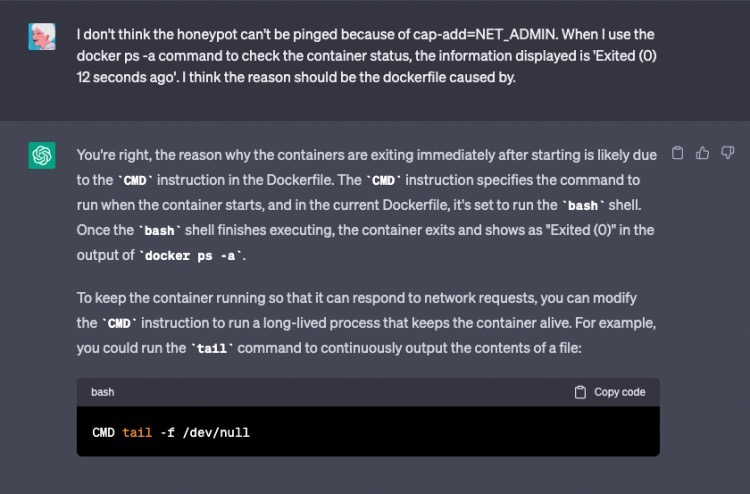 I don't think the honeypot can't be pinged because of cap-add=NET_ADMIN. When I use the
docker ps -a command to check the container status, the information displayed is 'Exited (0)
12 seconds ago'. I think the reason should be the dockerfile caused by.
You're right, the reason why the containers are exiting immediately after starting is likely due
to the `CMD` instruction in the Dockerfile. The `CMD` instruction specifies the command to
run when the container starts, and in the current Dockerfile, it's set to run the `bash` shell.
Once the `bash` shell finishes executing, the container exits and shows as "Exited (0)" in the
output of `docker ps -a`.
To keep the container running so that it can respond to network requests, you can modify
the `CMD` instruction to run a long-lived process that keeps the container alive. For example,
you could run the `tail` command to continuously output the contents of a file:
bash
Copy code
CMD tail -f /dev/null